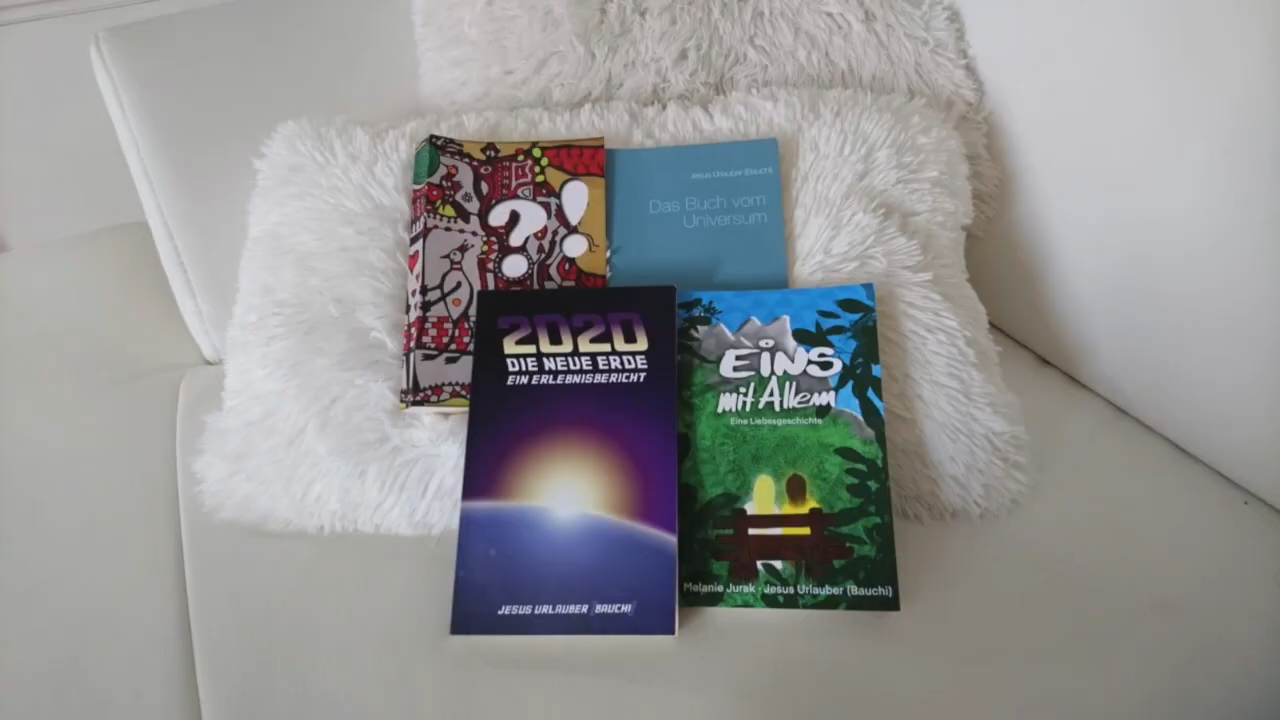 ?!
Jesus Urlauber (Bauchi)
Das Buch vom
Universum
2020
DIE NEUE ERDE
EIN ERLEBNISBERICHT
JESUS URLAUBER (BAUCHI)
EiNS
mit Allem
Eine Liebesgeschichte
Melanie Jurak · Jesus Urlauber (Bauchi)